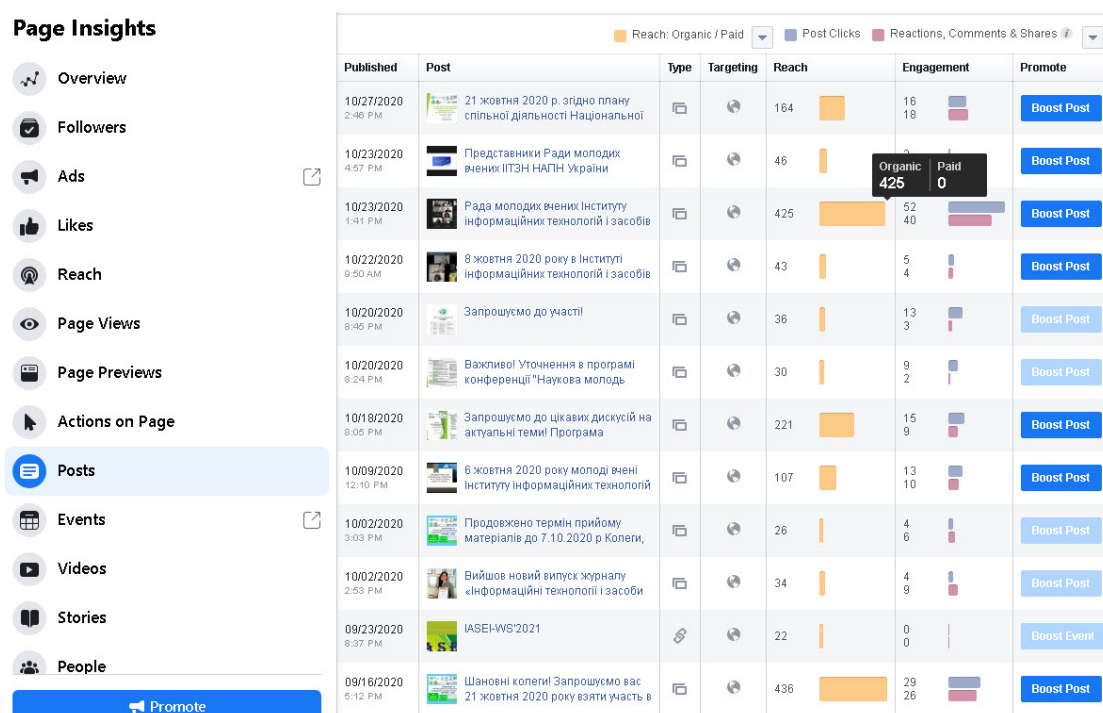 Page Insights
Overview
Followers
Ads
Likes
Reach
Page Views
Page Previews
Actions on Page
Posts
Events
Videos
Stories
People
Promote
Reach: Organic / Paid Post Clicks Reactions, Comments & Shares i
Published Post Type Targeting Reach Engagement Promote
10/27/2020 21 жовтня 2020 р. згідно плану 164 16 Boost Post
2:46 PM спільної діяльності Національної 18
10/23/2020 Представники Ради молодих 46 Boost Post
4:57 PM вчених ІІТЗН НАПН України
Organic Paid
425 0
10/23/2020 Рада молодих вчених Інституту 425 52 Boost Post
1:41 PM інформаційних технологій і засобів 40
10/22/2020 8 жовтня 2020 року в Інституті 43 5 Boost Post
9:50 AM інформаційних технологій і засобів 4
10/20/2020 Запрошуємо до участі! 36 13 Boost Post
8:45 PM 3
10/20/2020 Важливо! Уточнення в програмі 30 9 Boost Post
8:24 PM конференції "Наукова молодь 2
10/18/2020 Запрошуємо до цікавих дискусій на 221 15 Boost Post
8:05 PM актуальні теми! Програма 9
10/09/2020 6 жовтня 2020 року молоді вчені 107 13 Boost Post
12:10 PM Інституту інформаційних технологій 10
10/02/2020 Продовжено термін прийому 26 4 Boost Post
3:03 PM матеріалів до 7.10.2020 р Колеги, 6
10/02/2020 Вийшов новий випуск журналу 34 4 Boost Post
2:53 PM «Інформаційні технології і засоби 9
09/23/2020 IASEI-WS'2021 22 0 Boost Event
8:37 PM 0
09/16/2020 Шановні колеги! Запрошуємо вас 436 29 Boost Post
5:12 PM 21 жовтня 2020 року взяти участь в 26